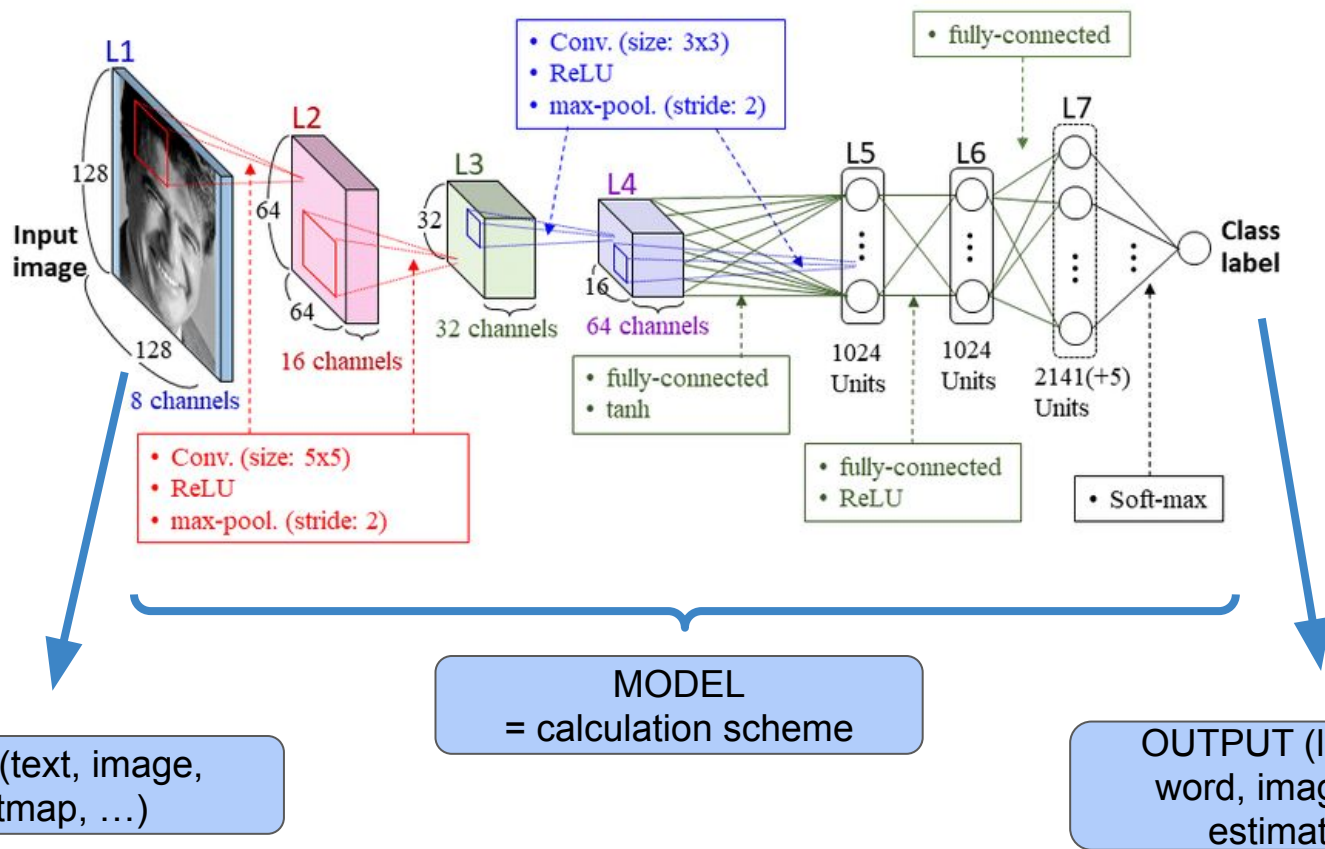 L1
128
Input
image
128
8 channels
L2
64
64
16 channels
• Conv. (size: 5x5)
• ReLU
• max-pool. (stride: 2)
L3
32
32 channels
• Conv. (size: 3x3)
• ReLU
• max-pool. (stride: 2)
L4
16
64 channels
• fully-connected
• tanh
L5
1024
Units
L6
1024
Units
• fully-connected
• ReLU
• fully-connected
L7
2141(+5)
Units
• Soft-max
Class
label
(text, image,
tmap, …)
MODEL
= calculation scheme
OUTPUT (l
word, imag
estimat